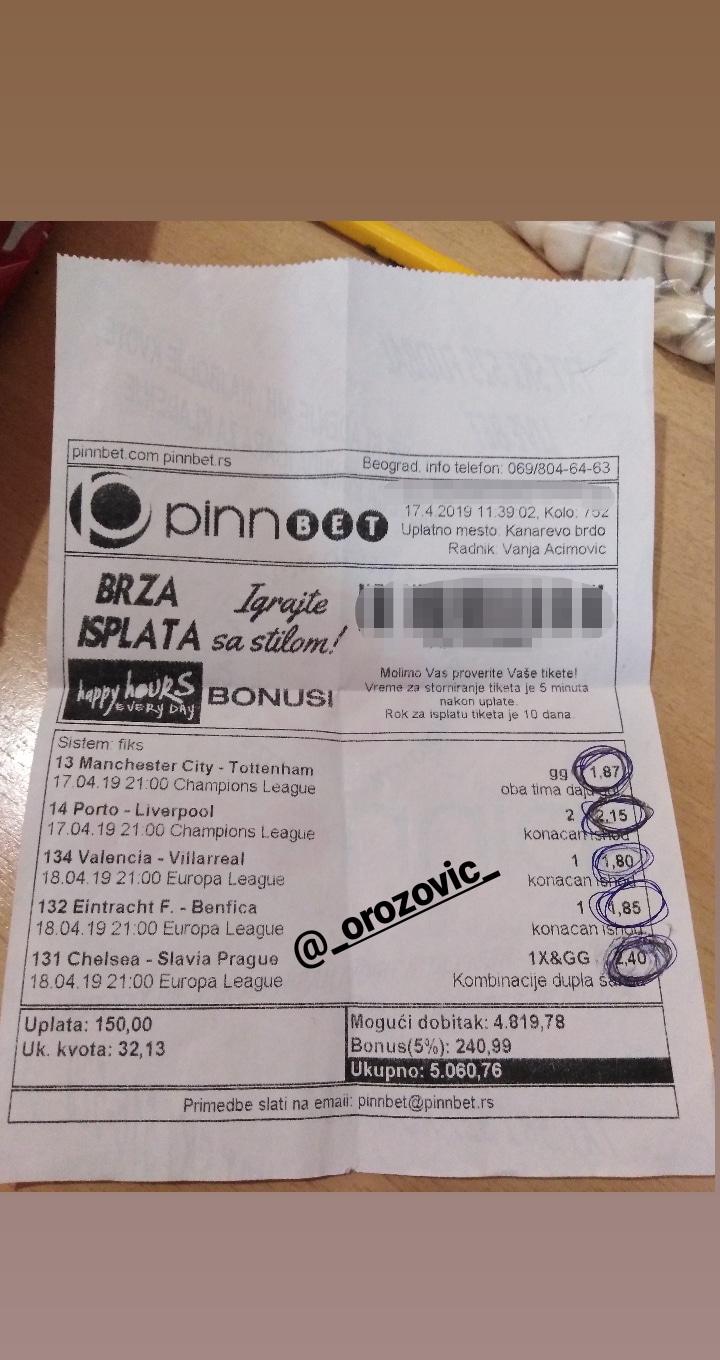 pinnbet.com pinnbet.rs
Beograd, info telefon: 069/804-64-63
pinnBET
17.4.2019 11:39:02, Kolo: 752
Uplatno mesto: Kanarevo brdo
Radnik: Vanja Acimovic
BRZA
ISPLATA
Igrajte
sa stilom!
happy hours
EVERY DAY
BONUSI
Molimo Vas proverite Vaše tikete!
Vreme za storniranje tiketa je 5 minuta
nakon uplate.
Rok za isplatu tiketa je 10 dana.
Sistem: fiks
13 Manchester City - Tottenham gg 1,87
17.04.19 21:00 Champions League oba tima daju
14 Porto - Liverpool 2 2,15
17.04.19 21:00 Champions League konacan ishod
134 Valencia - Villarreal 1 1,80
18.04.19 21:00 Europa League konacan ishod
132 Eintracht F. - Benfica 1 1,85
18.04.19 21:00 Europa League konacan ishod
131 Chelsea - Slavia Prague 1X&GG 2,40
18.04.19 21:00 Europa League Kombinacije dupla
@_orozovic_
Uplata: 150,00
Uk. kvota: 32,13
Mogući dobitak: 4.819,78
Bonus(5%): 240,99
Ukupno: 5.060,76
Primedbe slati na email: pinnbet@pinnbet.rs